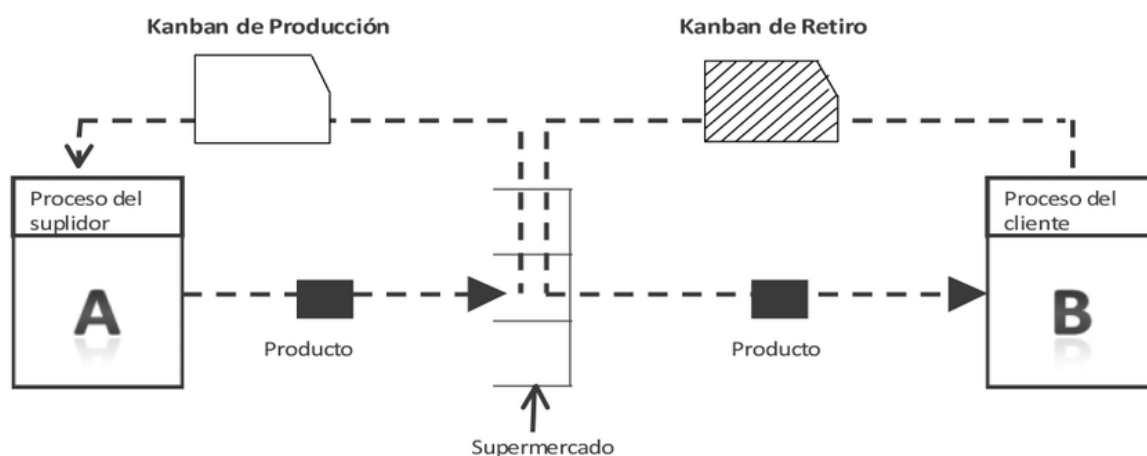 Kanban de Producción
Kanban de Retiro
Proceso del
suplidor
A
Proceso del
cliente
B
Producto
Producto
Supermercado